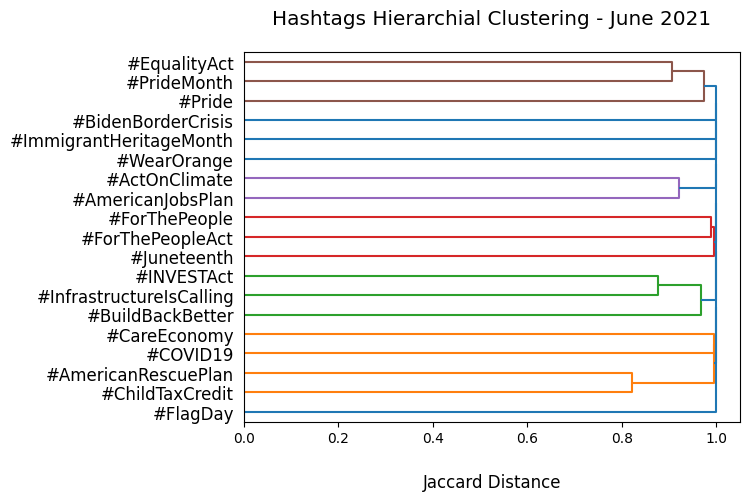 Hashtags Hierarchial Clustering - June 2021
#EqualityAct
#PrideMonth
#Pride
#BidenBorderCrisis
#ImmigrantHeritageMonth
#WearOrange
#ActOnClimate
#AmericanJobsPlan
#ForThePeople
#ForThePeopleAct
#Juneteenth
#INVESTAct
#InfrastructureIsCalling
#BuildBackBetter
#CareEconomy
#COVID19
#AmericanRescuePlan
#ChildTaxCredit
#FlagDay
0.0 0.2 0.4 0.6 0.8 1.0
Jaccard Distance